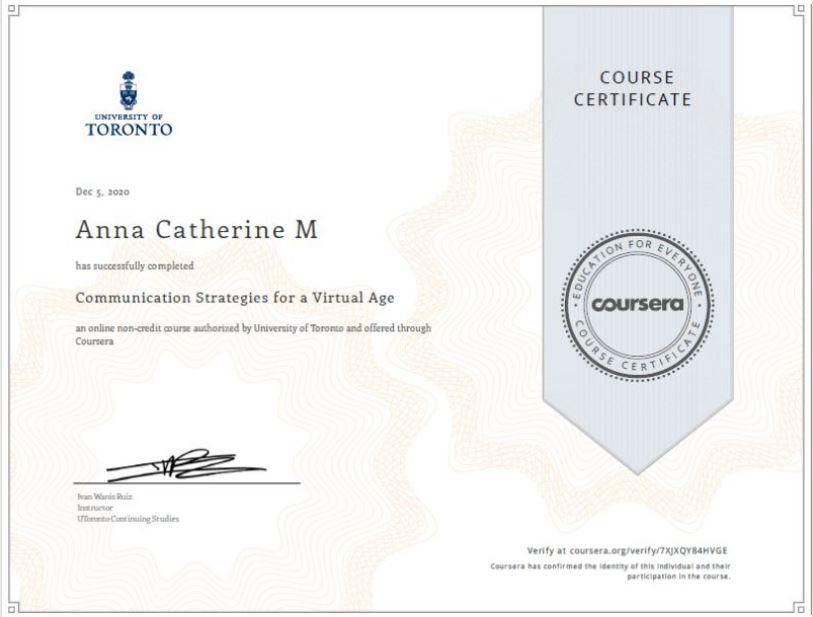 UNIVERSITY OF
TORONTO
COURSE
CERTIFICATE
Dec 5, 2020
Anna Catherine M
has successfully completed
Communication Strategies for a Virtual Age
an online non-credit course authorized by University of Toronto and offered through
Coursera
EDUCATION FOR EVERYONE
coursera
COURSE CERTIFICATE
Ivan Wanis Ruiz
Instructor
UToronto Continuing Studies
Verify at coursera.org/verify/7XJXQY84HVGE
Coursera has confirmed the identity of this individual and their
participation in the course.